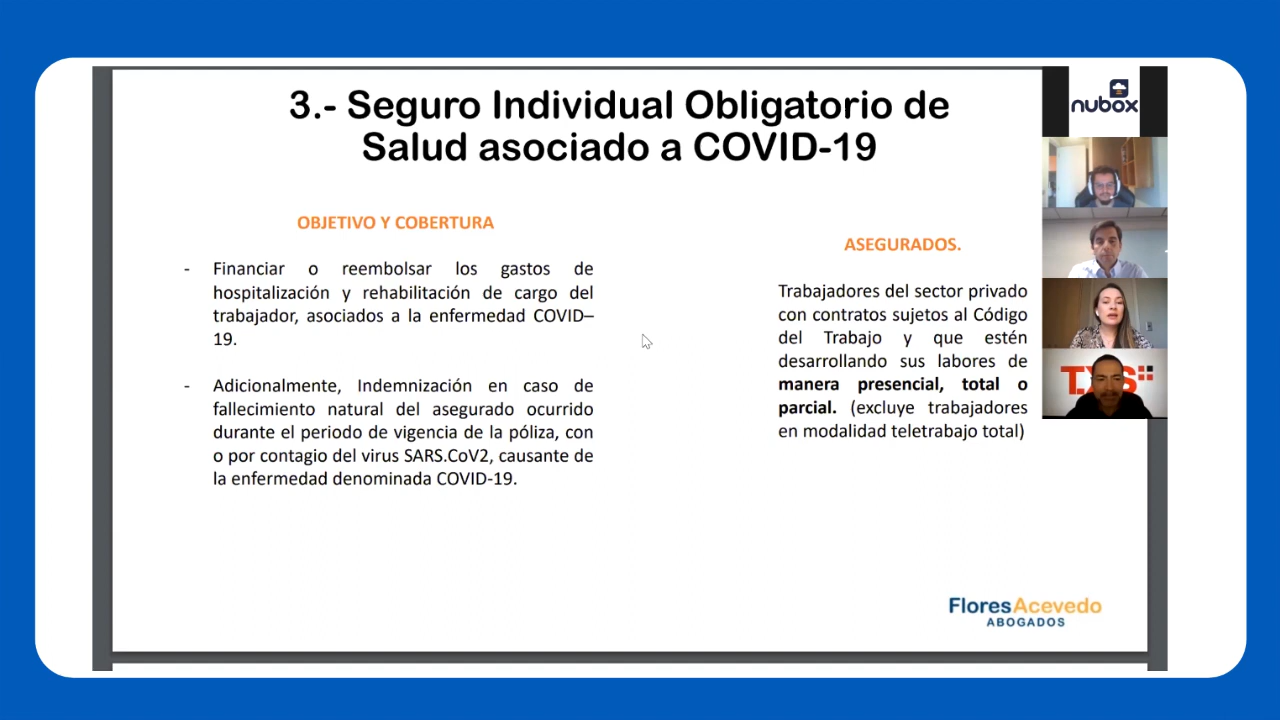 3.- Seguro Individual Obligatorio de
Salud asociado a COVID-19
OBJETIVO Y COBERTURA
- Financiar o reembolsar los gastos de
hospitalización y rehabilitación de cargo del
trabajador, asociados a la enfermedad COVID–
19.
- Adicionalmente, Indemnización en caso de
fallecimiento natural del asegurado ocurrido
durante el periodo de vigencia de la póliza, con
o por contagio del virus SARS.CoV2, causante de
la enfermedad denominada COVID-19.
ASEGURADOS.
Trabajadores del sector privado
con contratos sujetos al Código
del Trabajo y que estén
desarrollando sus labores de
manera presencial, total o
parcial. (excluye trabajadores
en modalidad teletrabajo total)
nubox
FloresAcevedo
ABOGADOS